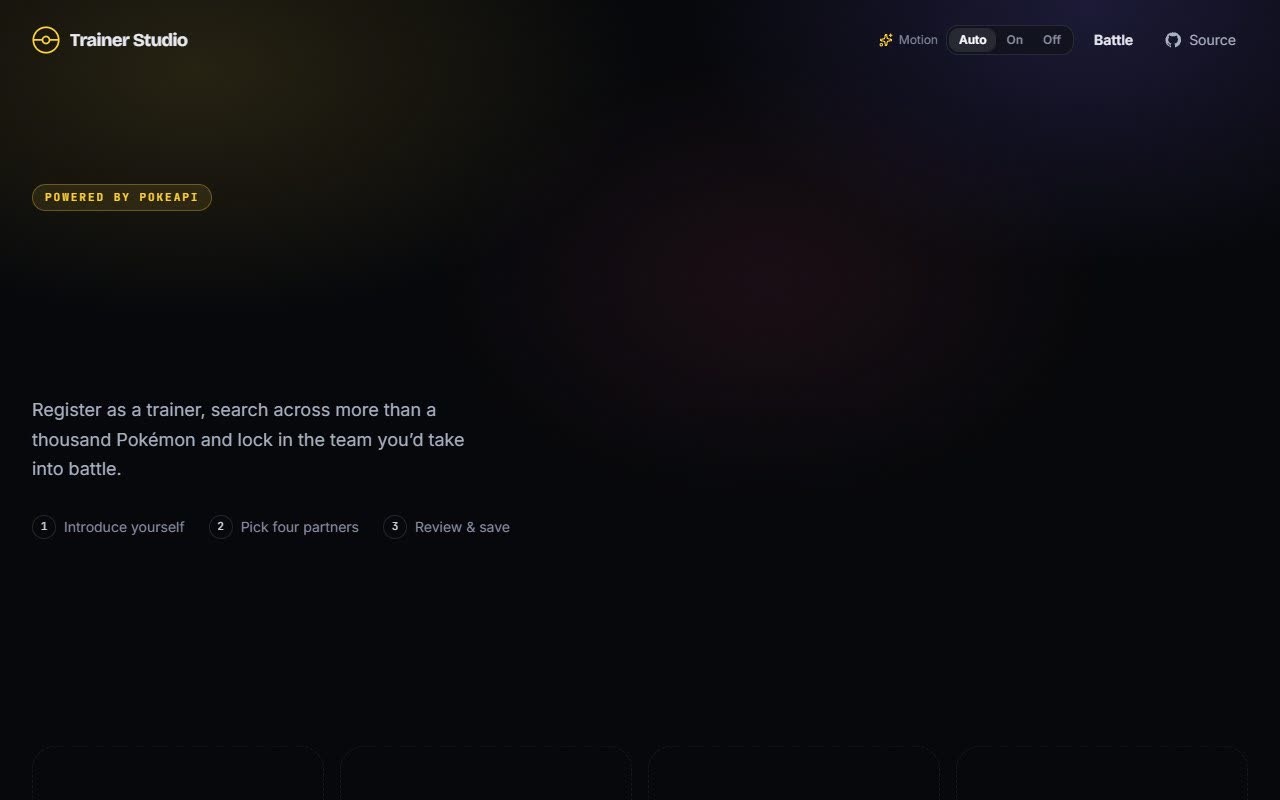 Trainer Studio
Motion
Auto
On
Off
Battle
Source
POWERED BY POKEAPI
Register as a trainer, search across more than a
thousand Pokémon and lock in the team you’d take
into battle.
1 Introduce yourself
2 Pick four partners
3 Review & save